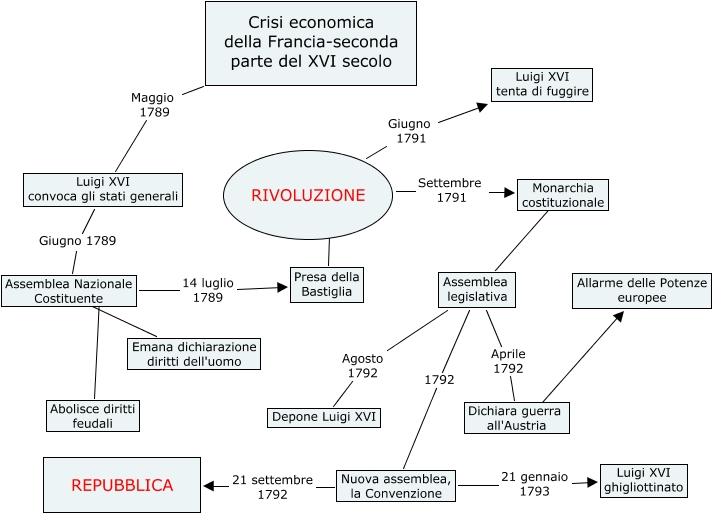 Crisi economica
della Francia-seconda
parte del XVI secolo
Maggio
1789
Luigi XVI
convoca gli stati generali
Giugno 1789
Assemblea Nazionale
Costituente
Emana dichiarazione
diritti dell'uomo
Abolisce diritti
feudali
14 luglio
1789
Presa della
Bastiglia
RIVOLUZIONE
Giugno
1791
Luigi XVI
tenta di fuggire
Settembre
1791
Monarchia
costituzionale
Assemblea
legislativa
Agosto
1792
Depone Luigi XVI
Aprile
1792
Dichiara guerra
all'Austria
Allarme delle Potenze
europee
1792
Nuova assemblea,
la Convenzione
21 settembre
1792
REPUBBLICA
21 gennaio
1793
Luigi XVI
ghigliottinato